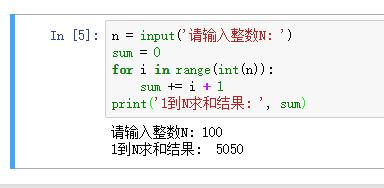 In [5]: n = input('请输入整数N: ')
sum = 0
for i in range(int(n)):
    sum += i + 1
print('1到N求和结果: ', sum)
请输入整数N: 100
1到N求和结果:  5050